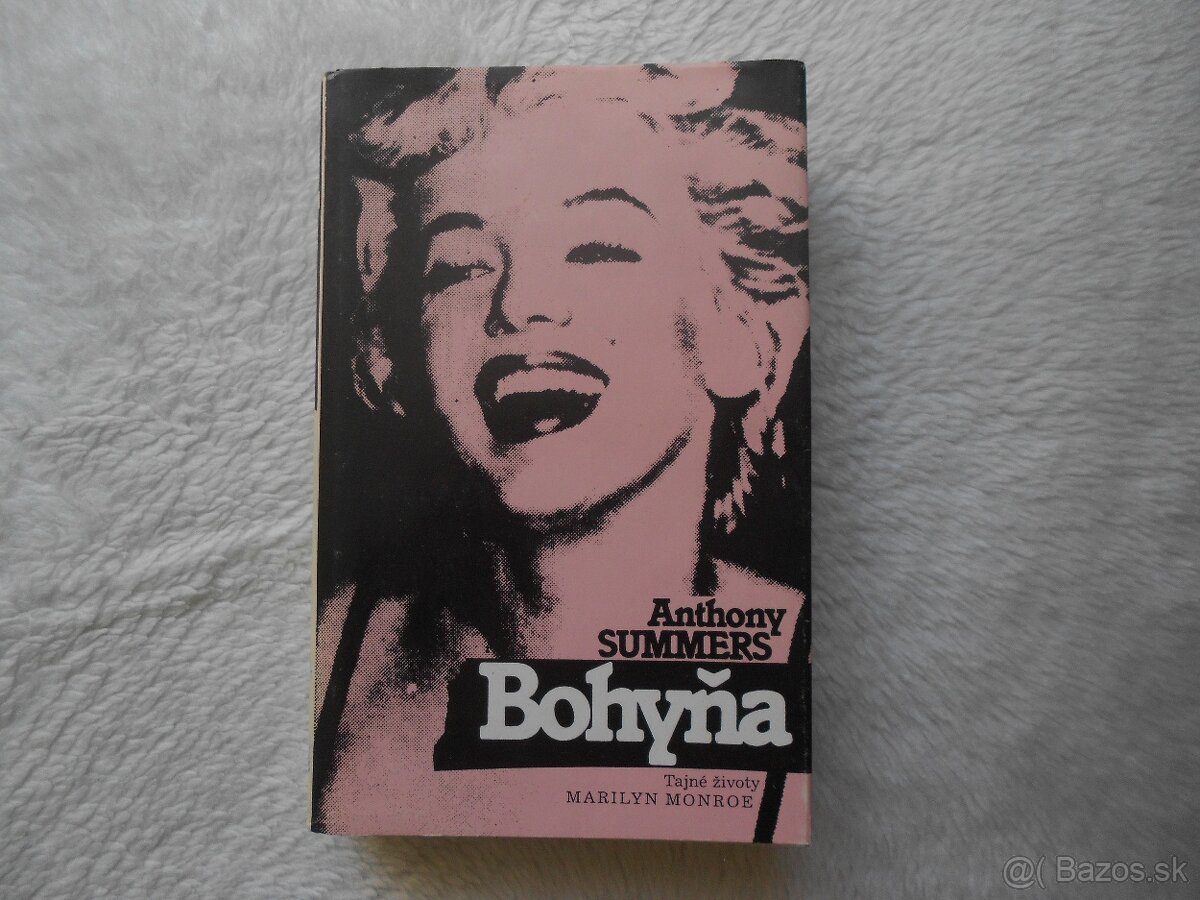 Anthony
SUMMERS
Bohyňa
Tajné životy
MARILYN MONROE
@( Bazos.sk